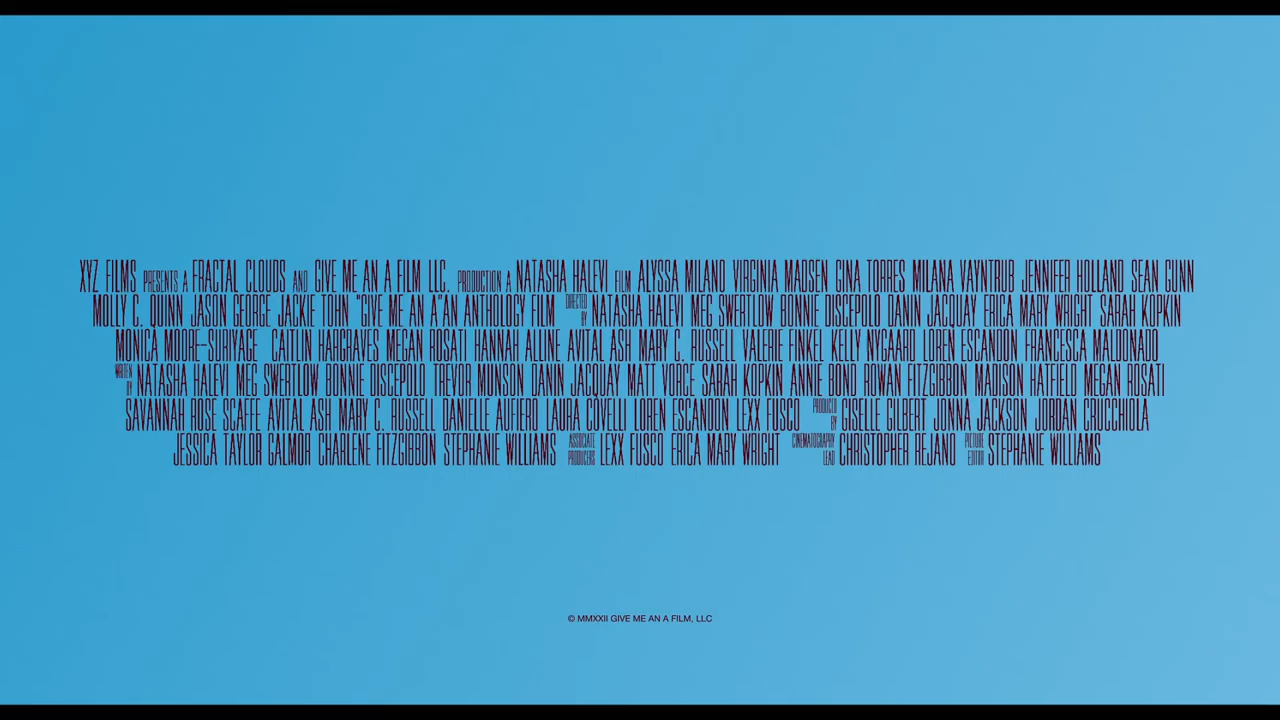 XYZ FILMS PRESENTS A FRACTAL CLOUDS AND GIVE ME AN A FILM LLC. PRODUCTION A NATASHA HALEVI FILM ALYSSA MILANO VIRGINIA MADSEN GINA TORRES MILANA VAYNTRUB JENNIFER HOLLAND SEAN GUNN
MOLLY C. QUINN JASON GEORGE JACKIE TOHN "GIVE ME AN A" AN ANTHOLOGY FILM DIRECTED BY NATASHA HALEVI MEG SWERTLOW BONNIE DISCEPOLO DANIN JACQUAY ERICA MARY WRIGHT SARAH KOPKIN
MONICA MOORE-SURIYAGE CAITLIN HARGRAVES MEGAN ROSATI HANNAH ALLINE AVITAL ASH MARY C. RUSSELL VALERIE FINKEL KELLY NYGAARD LOREN ESCANDON FRANCESCA MALDONADO
WRITTEN BY NATASHA HALEVI MEG SWERTLOW BONNIE DISCEPOLO TREVOR MUNSON DANIN JACQUAY MATT VORCE SARAH KOPKIN ANNIE BOND ROWAN FITZGIBBON MADISON HATFIELD MEGAN ROSATI
SAVANNAH ROSE SCAFFE AVITAL ASH MARY C. RUSSELL DANIELLE AUFIERO LAURA COVELLI LOREN ESCANDON LEXX FUSCO PRODUCED BY GISELLE GILBERT JONNA JACKSON JORDAN CRUCCHIOLA
JESSICA TAYLOR GALMOR CHARLENE FITZGIBBON STEPHANIE WILLIAMS ASSOCIATE PRODUCERS LEXX FUSCO ERICA MARY WRIGHT CINEMATOGRAPHY LEAD CHRISTOPHER REJANO PICTURE EDITOR STEPHANIE WILLIAMS
© MMXXII GIVE ME AN A FILM, LLC